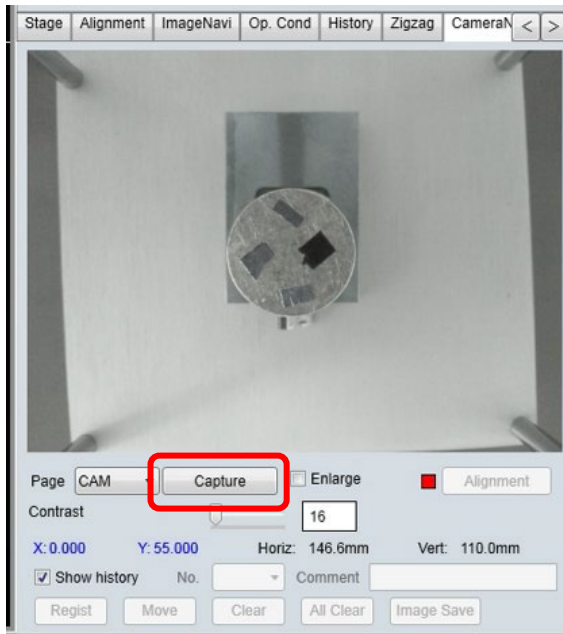 Stage Alignment ImageNavi Op. Cond History Zigzag CameraN < >
Page CAM Capture Enlarge Alignment
Contrast 16
X: 0.000 Y: 55.000 Horiz: 146.6mm Vert: 110.0mm
Show history No. Comment
Regist Move Clear All Clear Image Save